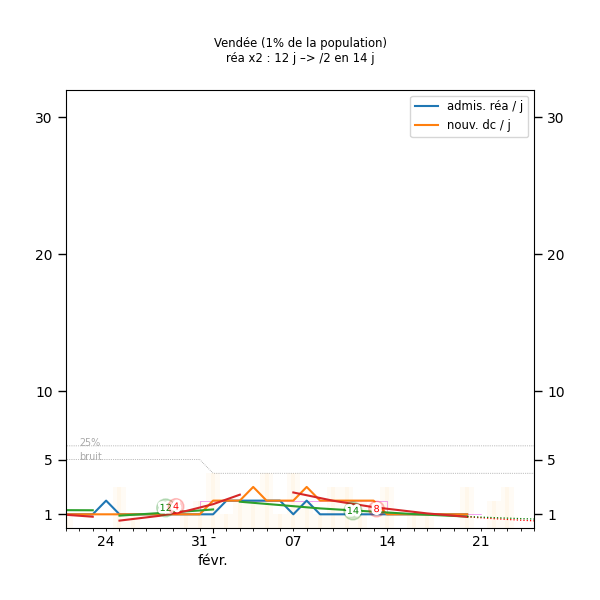 Vendée (1% de la population)
réa x2 : 12 j –> /2 en 14 j
admis. réa / j
nouv. dc / j
30 30
20 20
10 10
25%
bruit
5 5
12 4 14 8
1 1
24 31 07 14 21
févr.